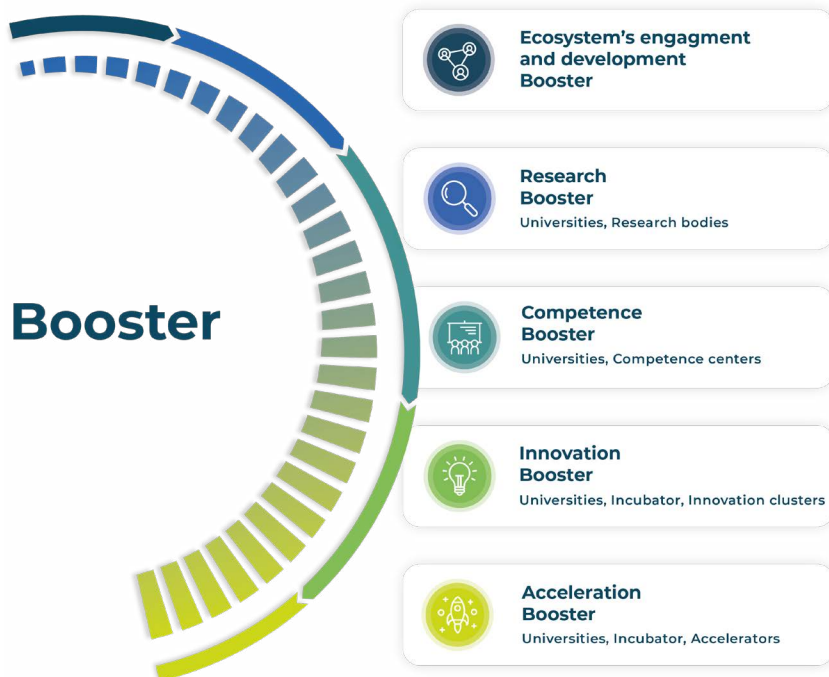 Booster
Ecosystem's engagment
and development
Booster
Research
Booster
Universities, Research bodies
Competence
Booster
Universities, Competence centers
Innovation
Booster
Universities, Incubator, Innovation clusters
Acceleration
Booster
Universities, Incubator, Accelerators